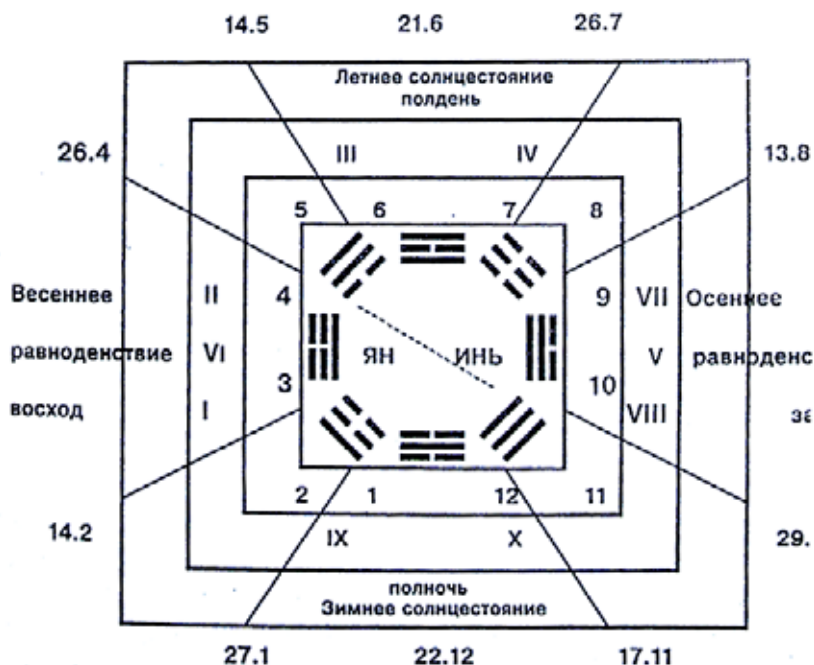 14.5 21.6 26.7
Летнее солнцестояние
полдень
26.4 III IV 13.8
5 6 7 8
Весеннее II 4 9 VII Осеннее
равноденствие VI ЯН ИНЬ V равноденс
3 10
восход I VIII
2 1 12 11
14.2 IX X 29.
полночь
Зимнее солнцестояние
27.1 22.12 17.11